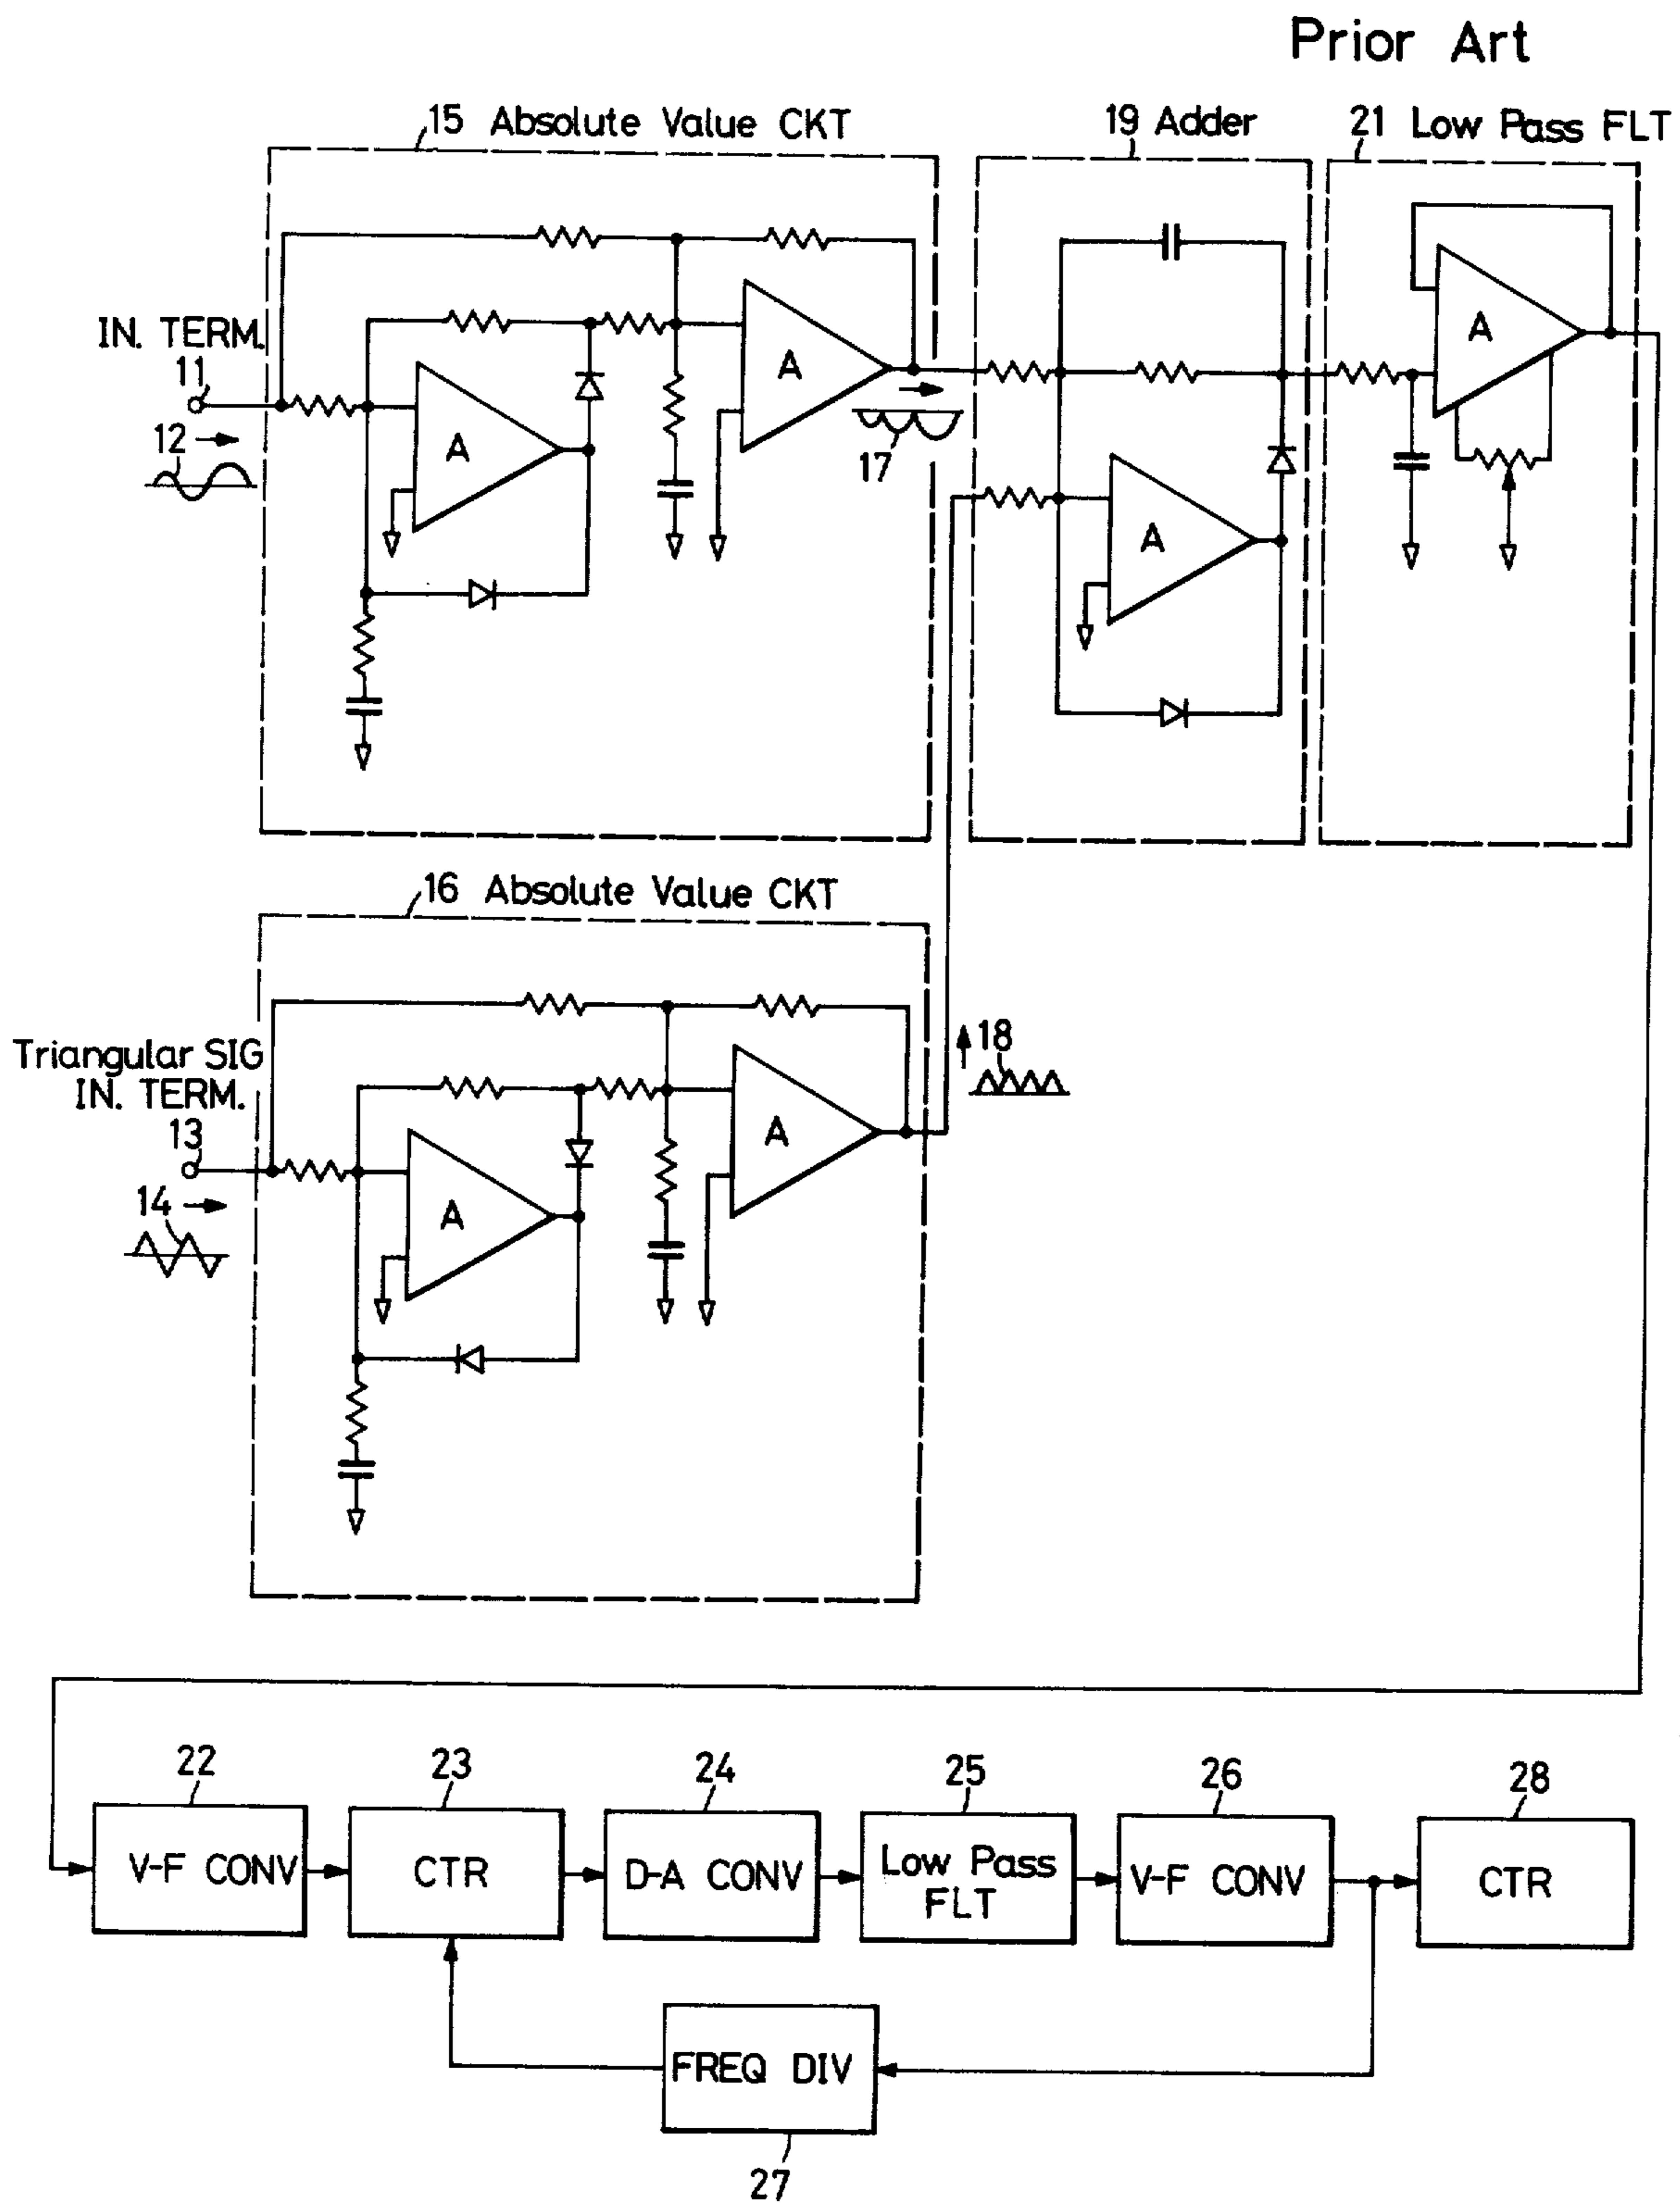 Prior Art
15 Absolute Value CKT
19 Adder
21 Low Pass FLT
IN. TERM.
11
12
A
A
17
A
A
16 Absolute Value CKT
Triangular SIG
IN. TERM.
13
14
A
A
18
22
23
24
25
26
28
V-F CONV
CTR
D-A CONV
Low Pass
FLT
V-F CONV
CTR
FREQ DIV
27